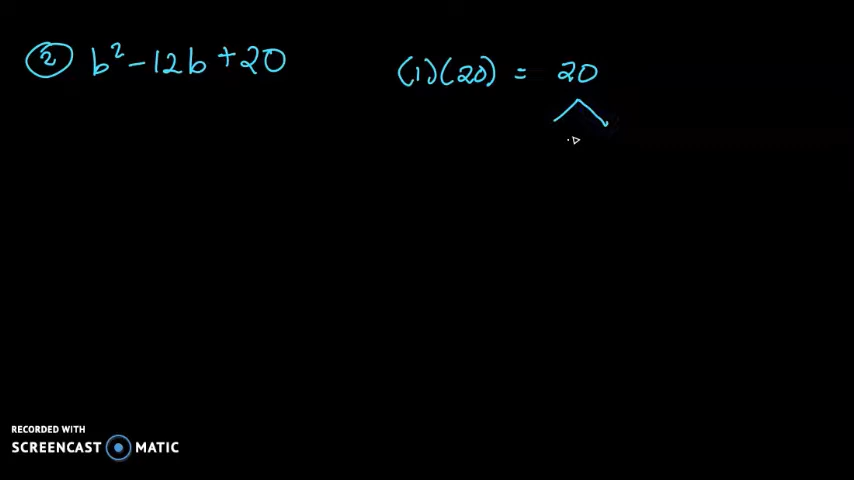 ② b² - 12b + 20
(1)(20) = 20
RECORDED WITH
SCREENCAST MATIC